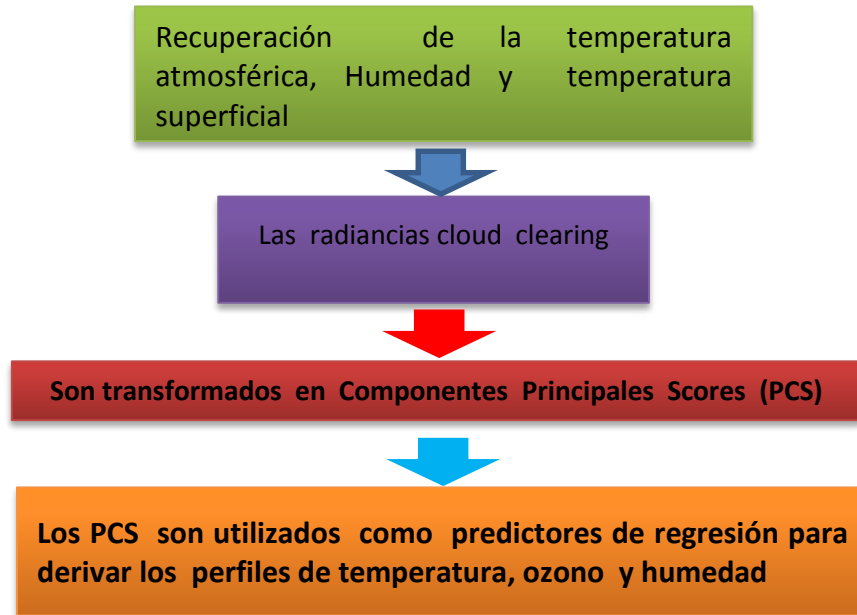 Recuperación de la temperatura
atmosférica, Humedad y temperatura
superficial
Las radiancias cloud clearing
Son transformados en Componentes Principales Scores (PCS)
Los PCS son utilizados como predictores de regresión para
derivar los perfiles de temperatura, ozono y humedad